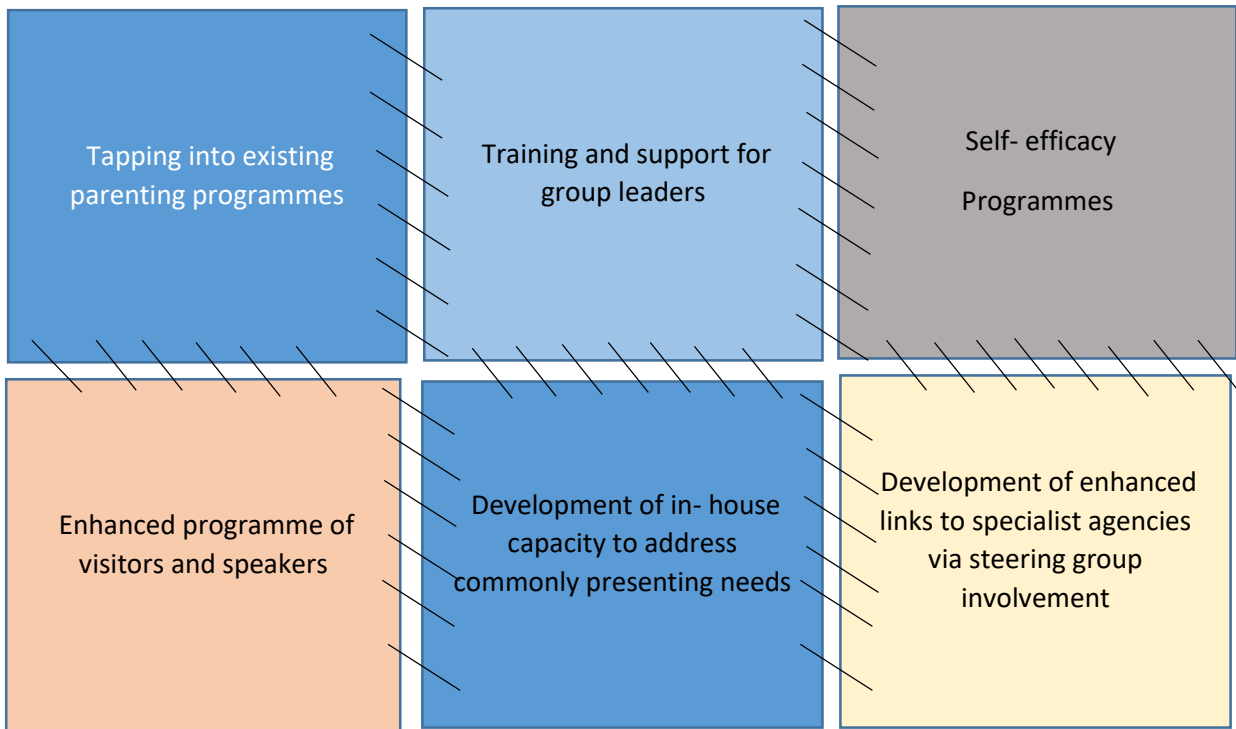 Tapping into existing
parenting programmes
Training and support for
group leaders
Self- efficacy
Programmes
Enhanced programme of
visitors and speakers
Development of in- house
capacity to address
commonly presenting needs
Development of enhanced
links to specialist agencies
via steering group
involvement